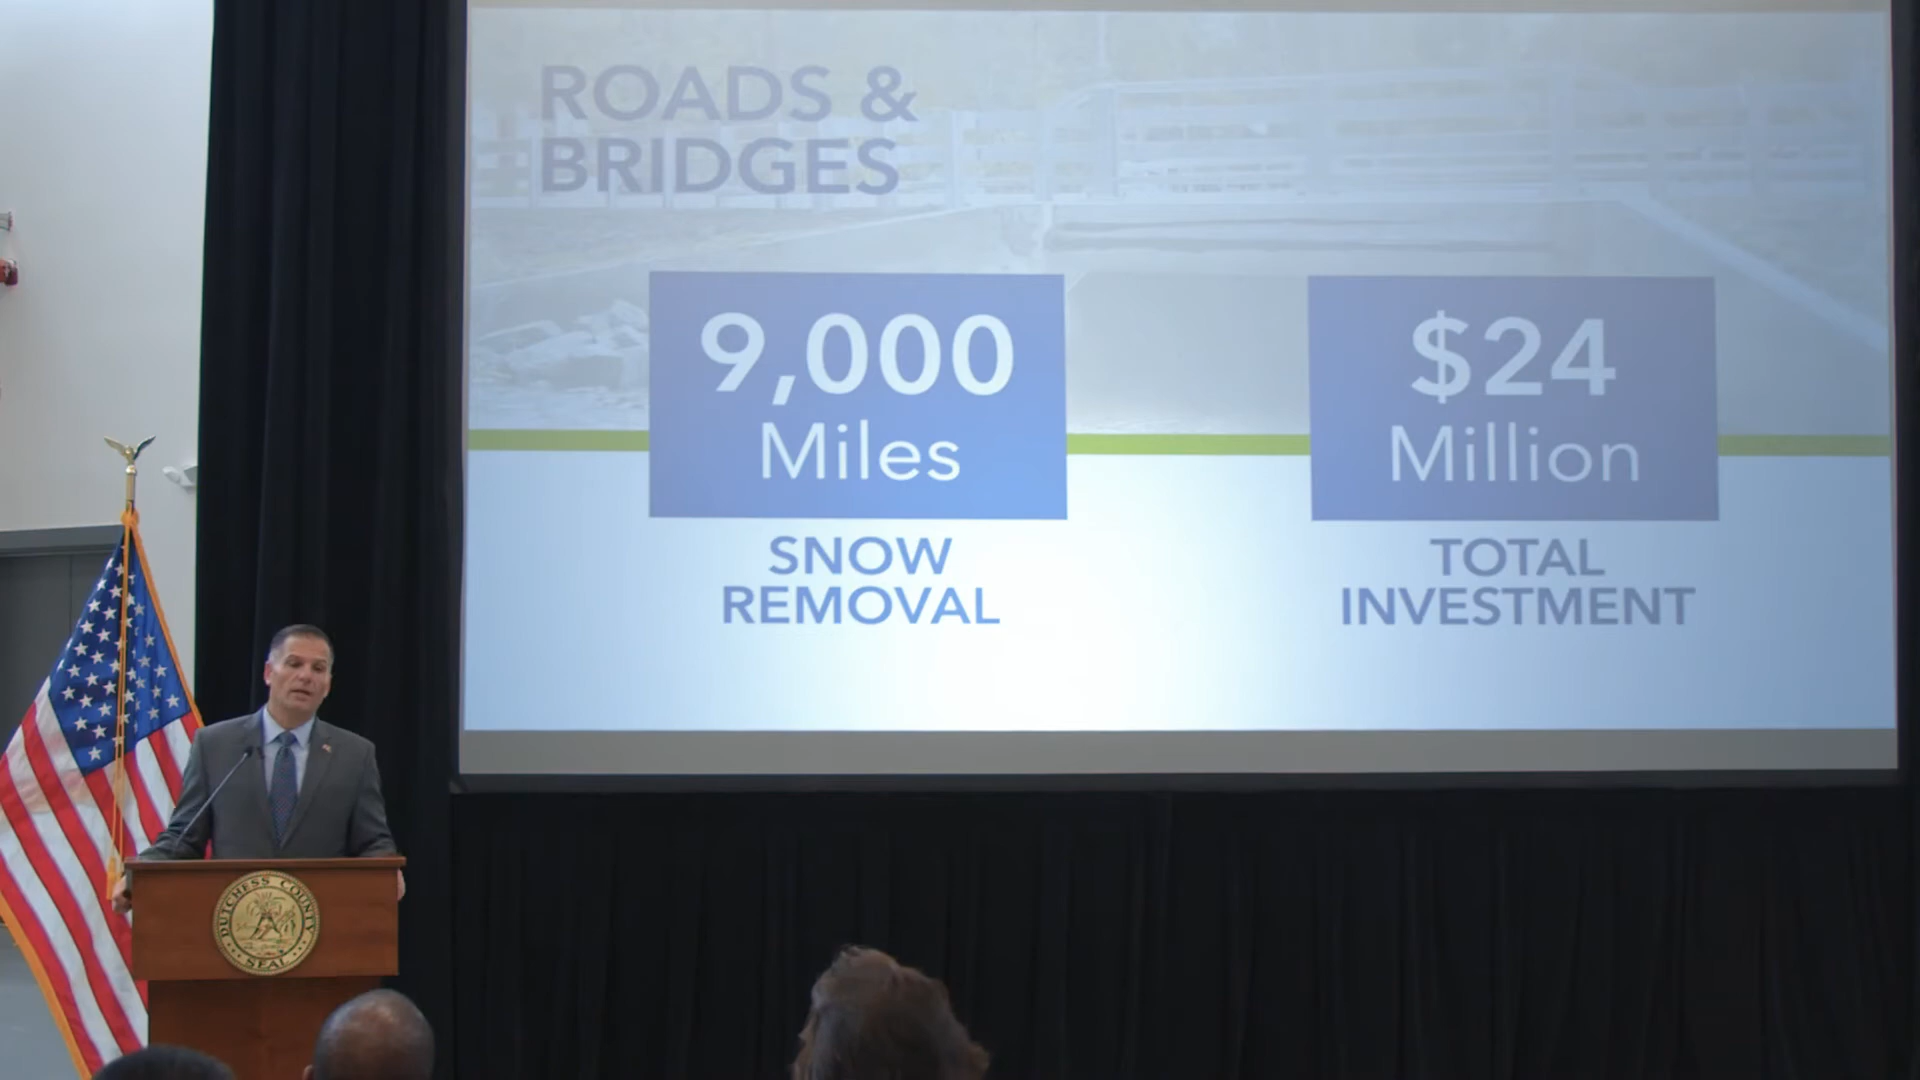 ROADS &
BRIDGES
9,000
Miles
SNOW
REMOVAL
$24
Million
TOTAL
INVESTMENT
DUTCHESS COUNTY
SEAL